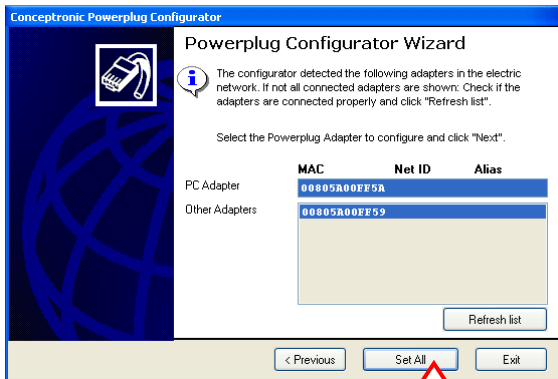 Conceptronic Powerplug Configurator
Powerplug Configurator Wizard
The configurator detected the following adapters in the electric
network. If not all connected adapters are shown: Check if the
adapters are connected properly and click "Refresh list".
Select the Powerplug Adapter to configure and click "Next".
MAC Net ID Alias
PC Adapter 00805A00FF5A
Other Adapters 00805A00FF59
Refresh list
< Previous Set All Exit